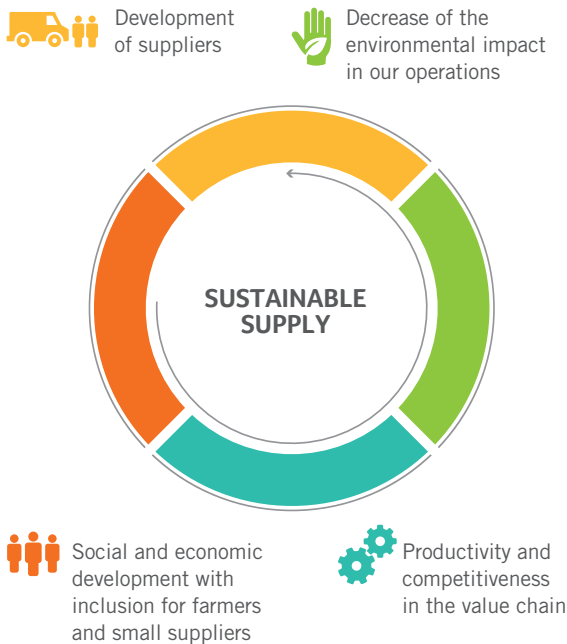 Development
of suppliers
Decrease of the
environmental impact
in our operations
SUSTAINABLE
SUPPLY
Social and economic
development with
inclusion for farmers
and small suppliers
Productivity and
competitiveness
in the value chain